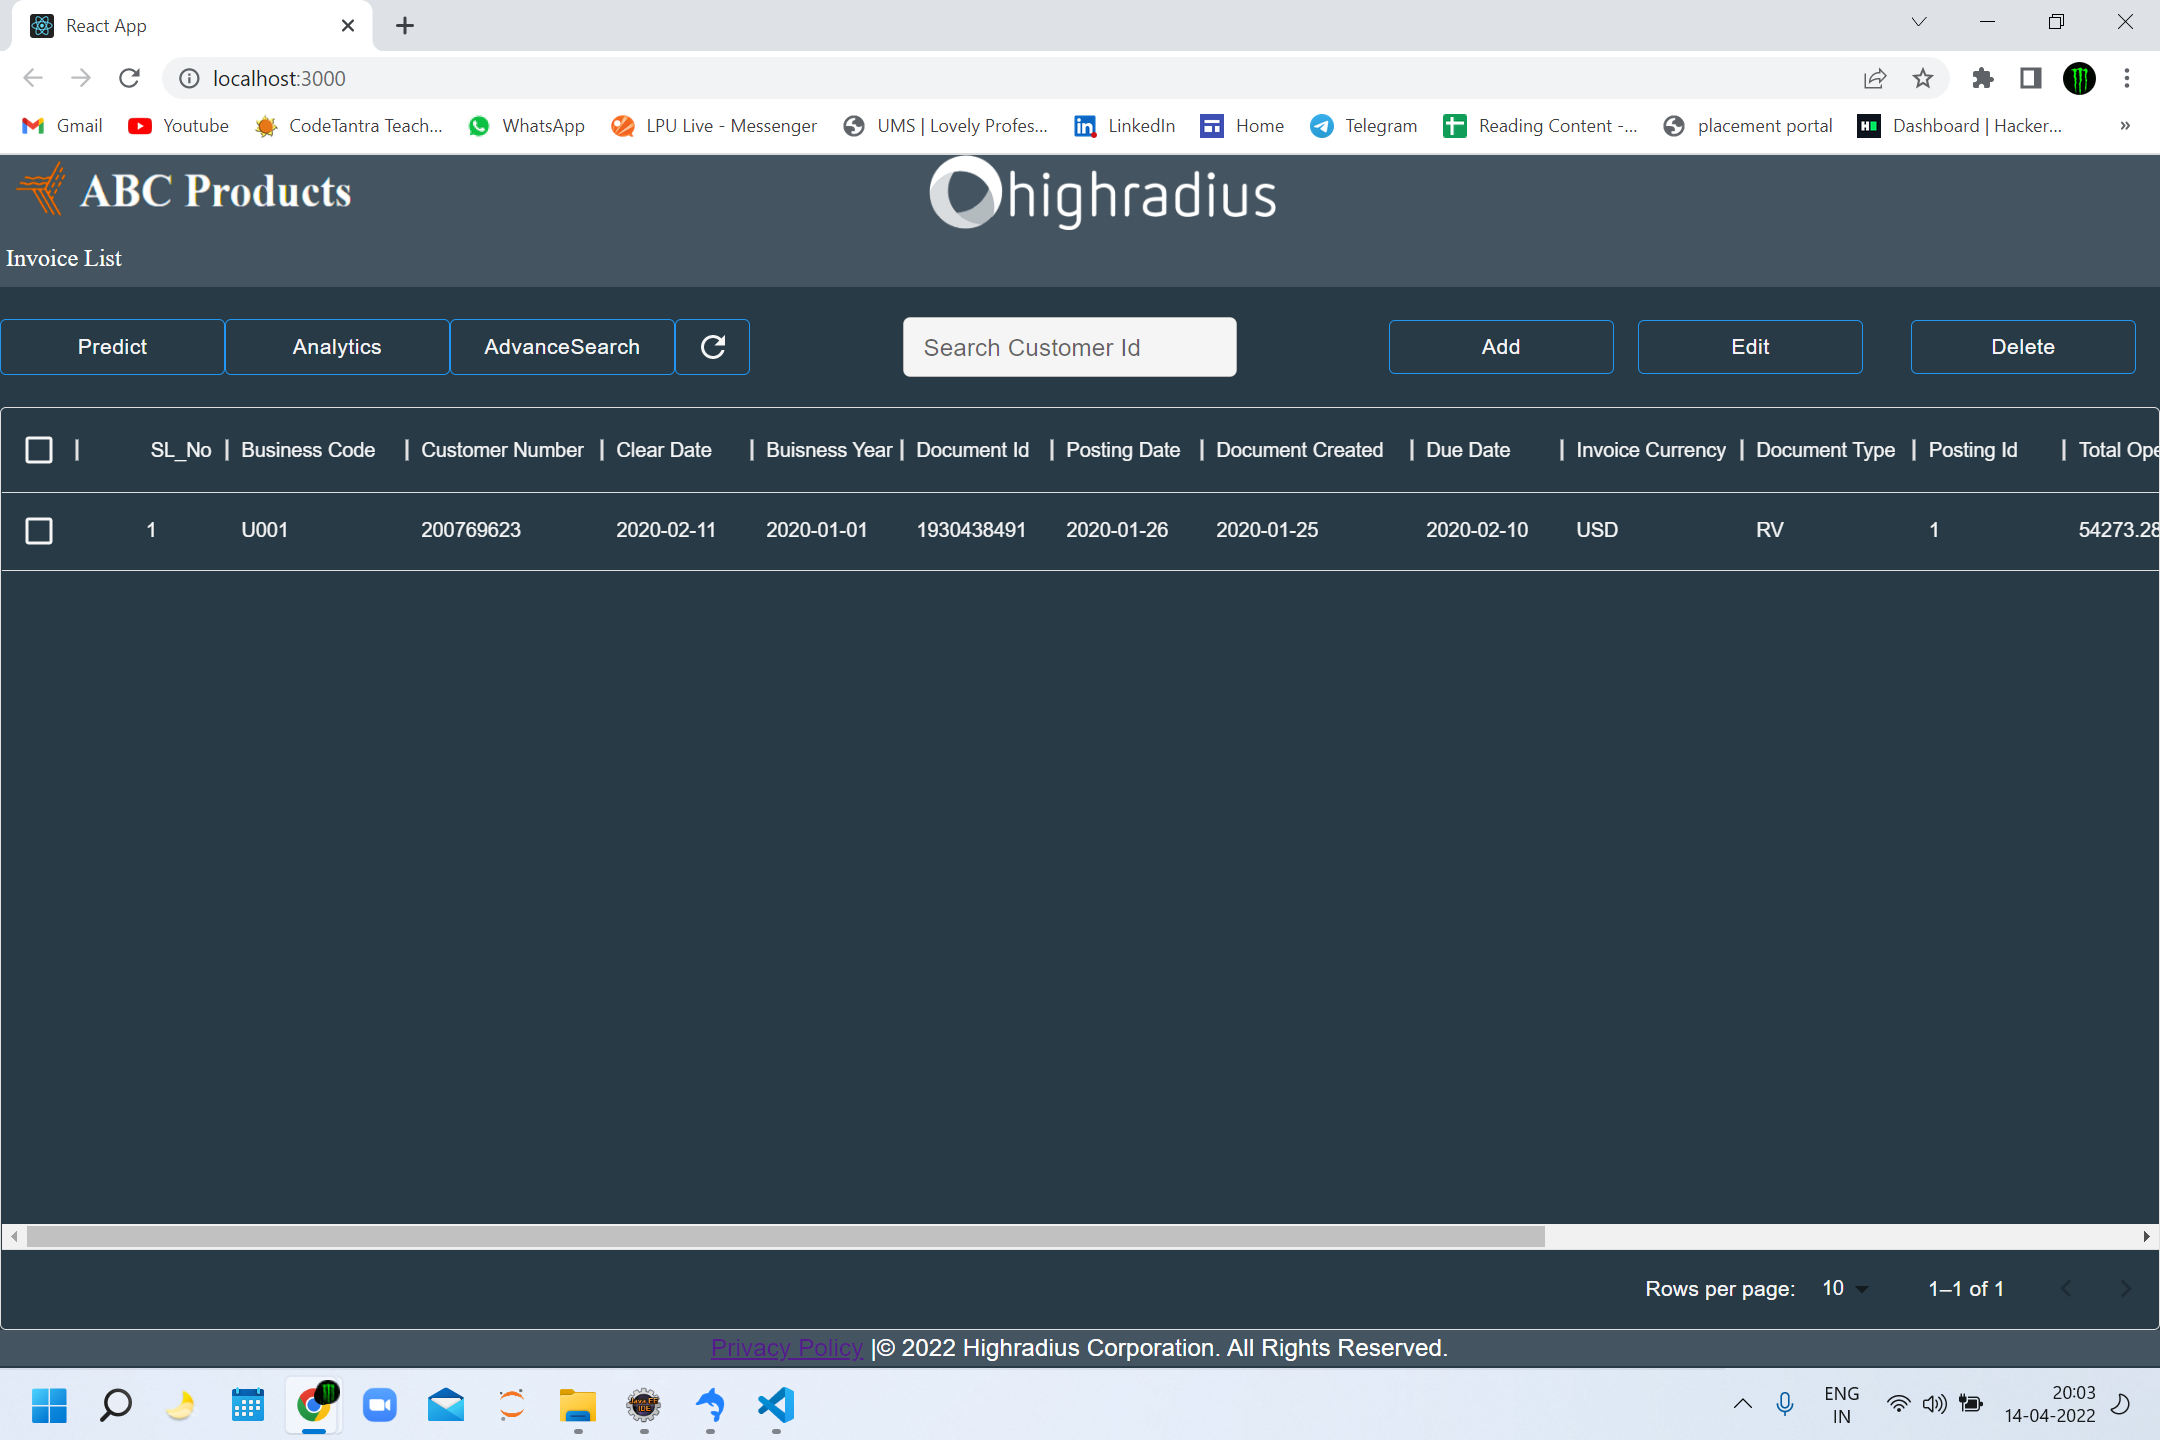 React App
localhost:3000
Gmail Youtube CodeTantra Teach... WhatsApp LPU Live - Messenger UMS | Lovely Profes... LinkedIn Home Telegram Reading Content -... placement portal Dashboard | Hacker... »
ABC Products highradius
Invoice List
Predict Analytics AdvanceSearch Search Customer Id Add Edit Delete
SL_No Business Code Customer Number Clear Date Buisness Year Document Id Posting Date Document Created Due Date Invoice Currency Document Type Posting Id Total Ope
1 U001 200769623 2020-02-11 2020-01-01 1930438491 2020-01-26 2020-01-25 2020-02-10 USD RV 1 54273.28
Rows per page: 10 1–1 of 1
Privacy Policy |© 2022 Highradius Corporation. All Rights Reserved.
ENG 20:03
IN 14-04-2022